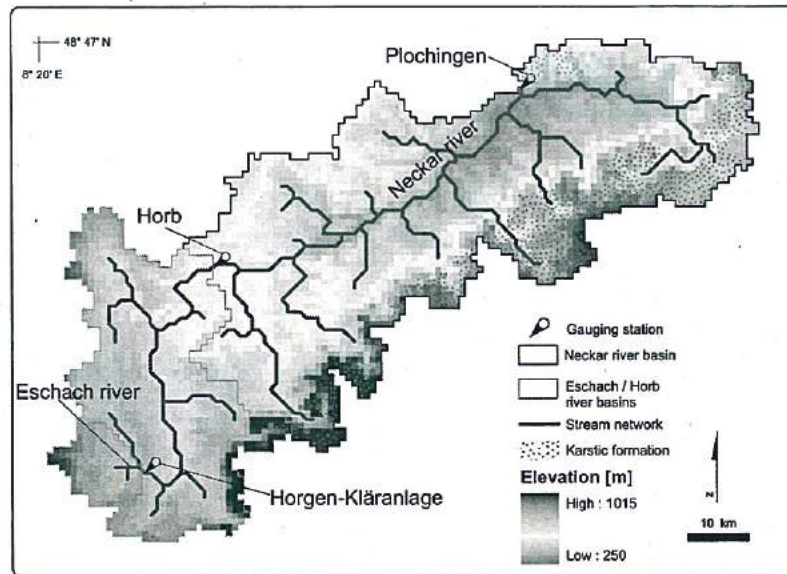 48° 47' N
8° 20' E
Plochingen
Neckar river
Horb
Eschach river
Horgen-Kläranlage
Gauging station
Neckar river basin
Eschach / Horb
river basins
Stream network
Karstic formation
Elevation [m]
High : 1015
Low : 250
N
10 km